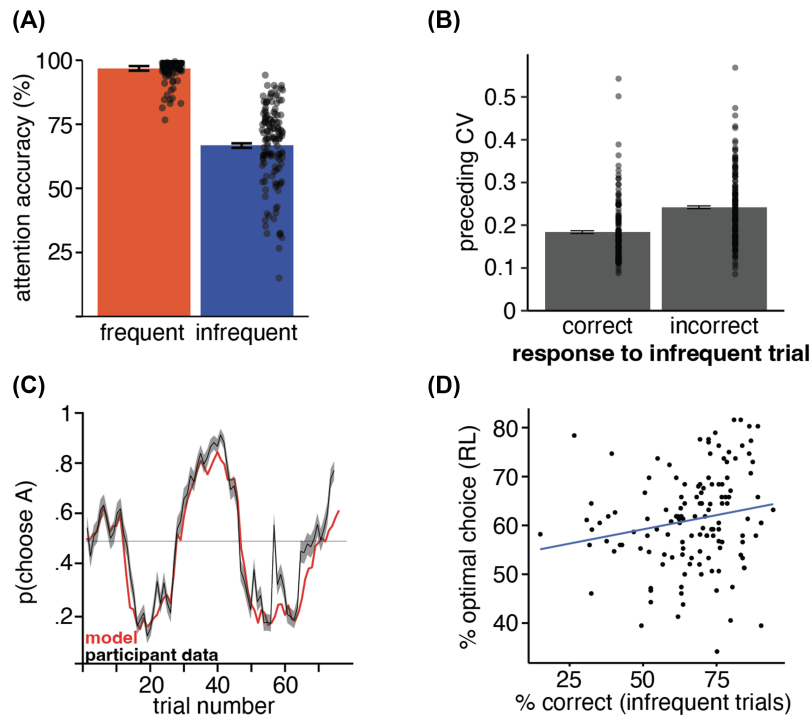 (A)
attention accuracy (%)
100
75
50
25
frequent infrequent
(B)
preceding CV
0.5
0.4
0.3
0.2
0.1
0
correct incorrect
response to infrequent trial
(C)
p(choose A)
1
.8
.6
.4
.2
model
participant data
20 40 60
trial number
(D)
% optimal choice (RL)
80
70
60
50
40
25 50 75
% correct (infrequent trials)